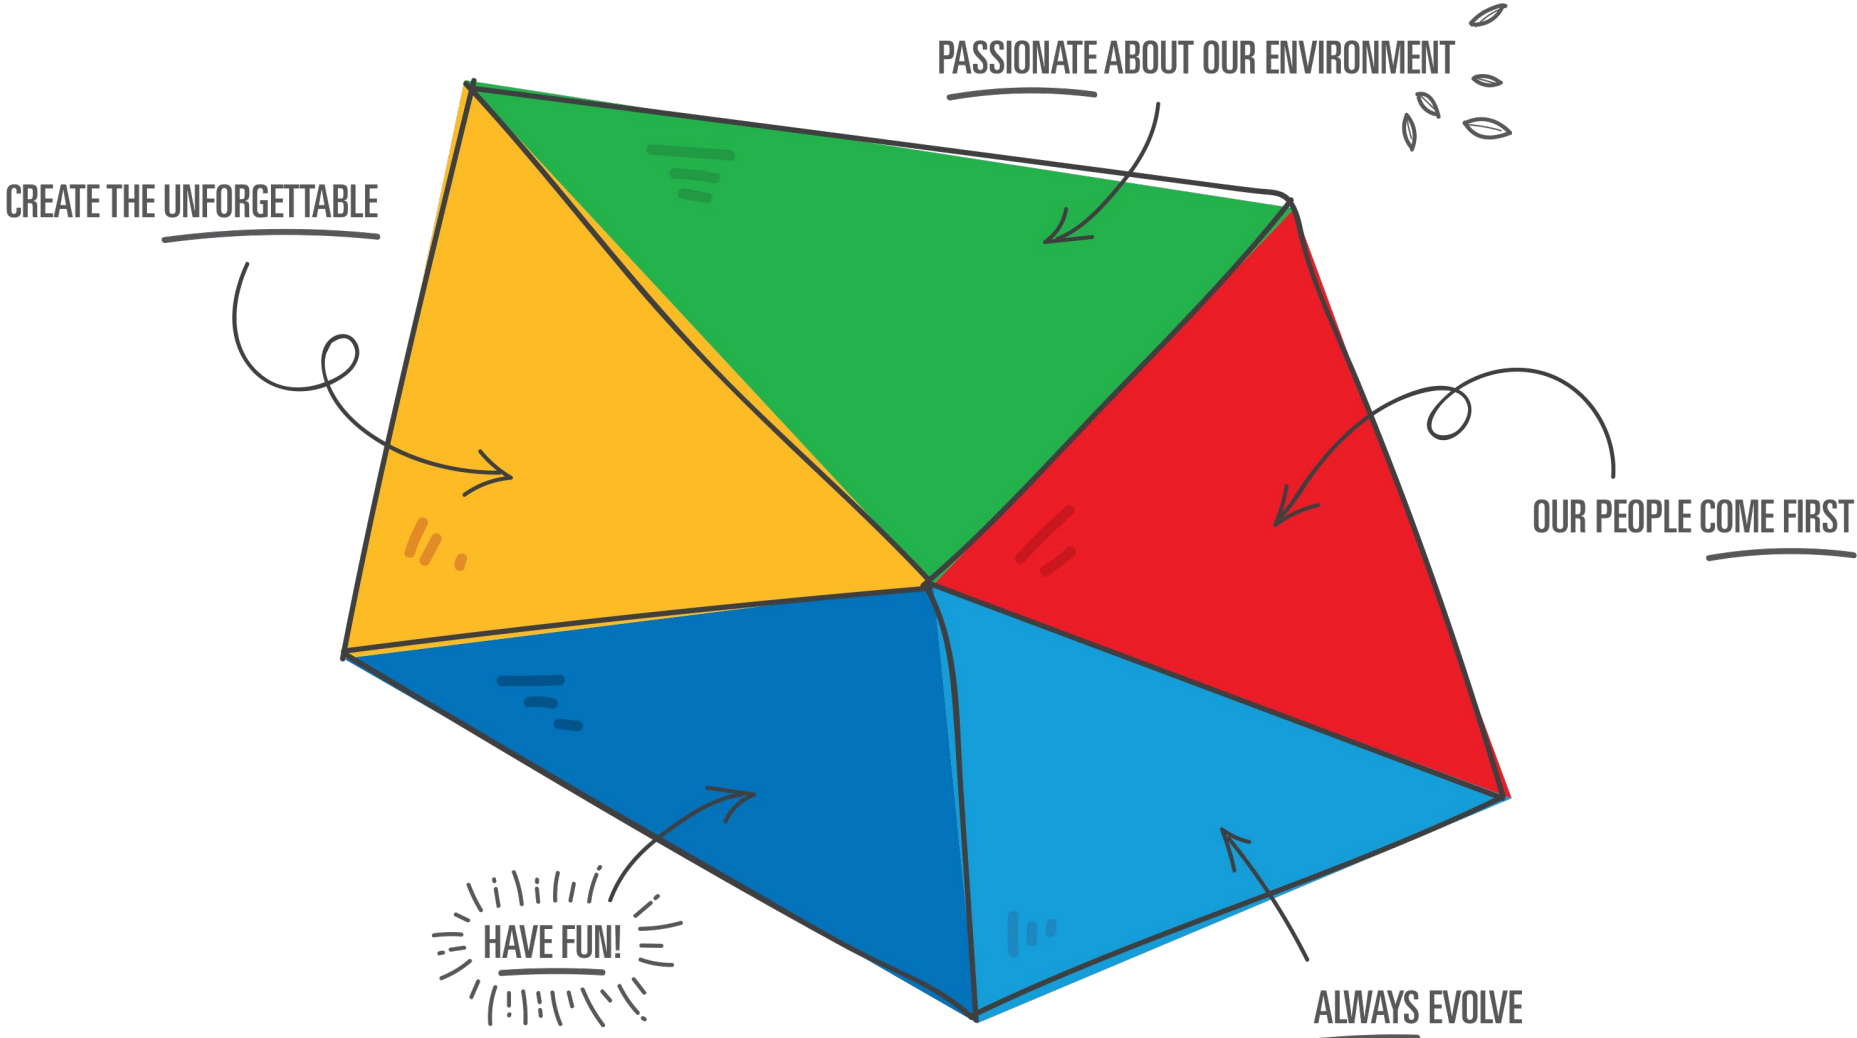 PASSIONATE ABOUT OUR ENVIRONMENT
CREATE THE UNFORGETTABLE
OUR PEOPLE COME FIRST
HAVE FUN!
ALWAYS EVOLVE